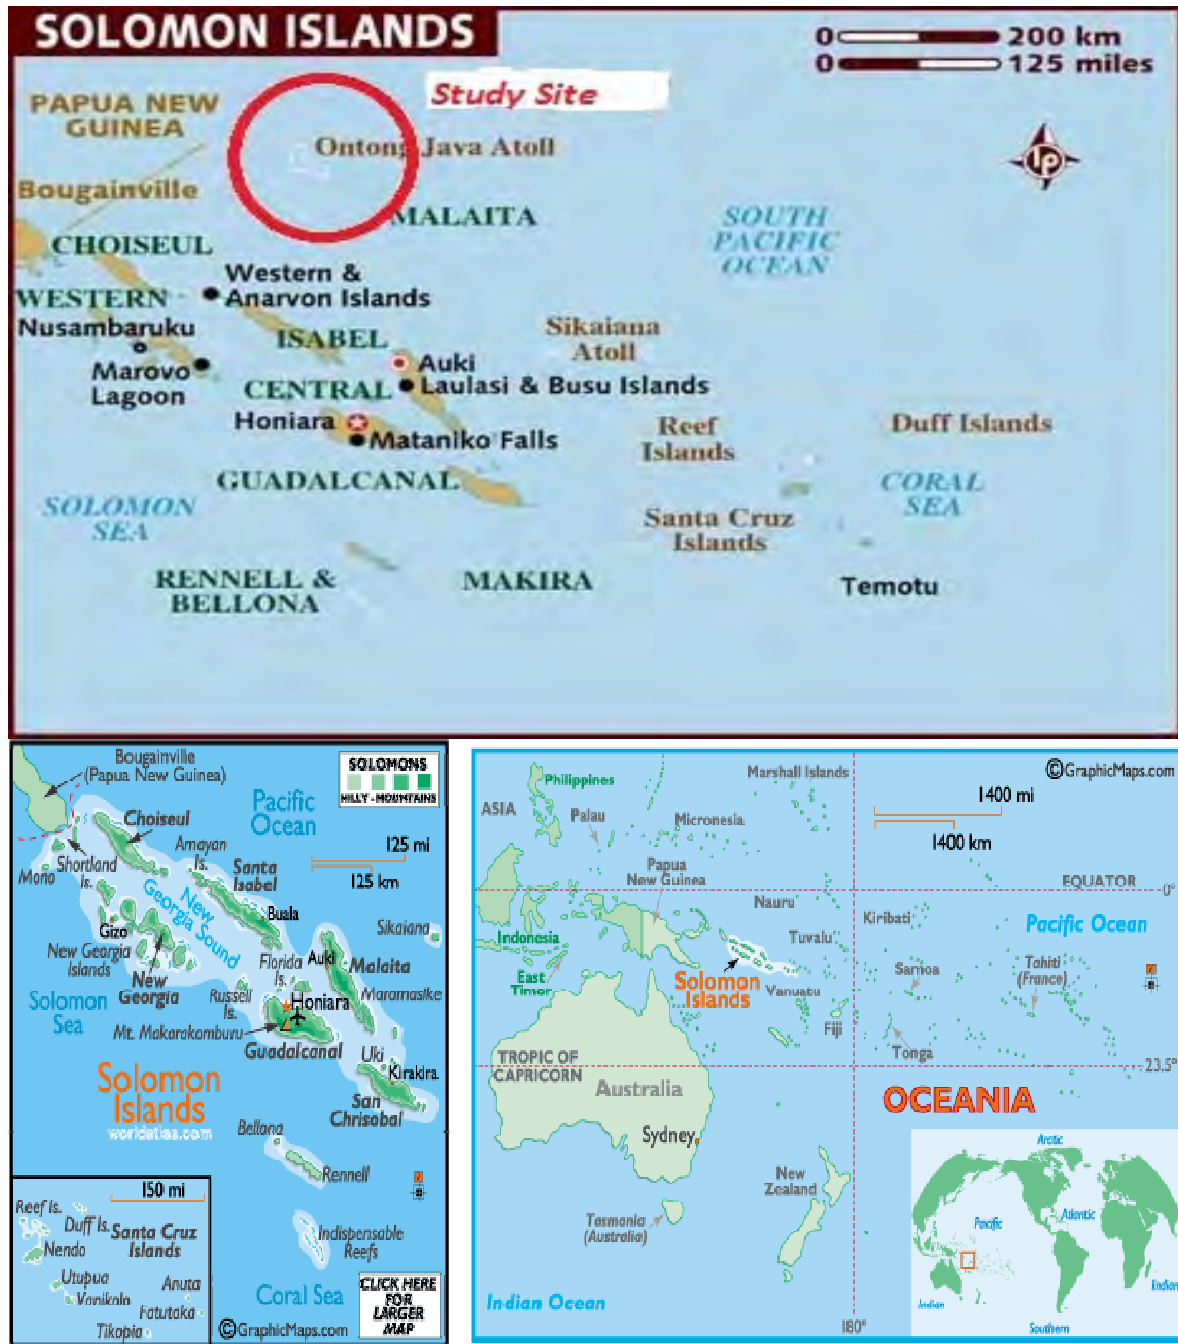 SOLOMON ISLANDS
0 200 km
0 125 miles
Study Site
PAPUA NEW
GUINEA
Ontong Java Atoll
Bougainville
MALAITA
SOUTH
PACIFIC
OCEAN
CHOISEUL
Western &
Anarvon Islands
WESTERN
Nusambaruku
ISABEL
Sikaiana
Atoll
Marovo
Lagoon
Auki
CENTRAL
Laulasi & Busu Islands
Honiara
Mataniko Falls
Reef
Islands
Duff Islands
GUADALCANAL
SOLOMON
SEA
CORAL
SEA
Santa Cruz
Islands
RENNELL &
BELLONA
MAKIRA
Temotu
Bougainville
(Papua New Guinea)
SOLOMONS
HILLY - MOUNTAINS
Pacific
Ocean
Choiseul
125 mi
125 km
Amayan
Is.
Shortland
Is.
Mono
Santa
Isabel
New
Georgia Sound
Buala
Gizo
Sikaiana
New Georgia
Islands
New
Georgia
Florida
Is.
Auki
Malaita
Maramasike
Russell
Is.
Honiara
Solomon
Sea
Mt. Makarakomburu
Guadalcanal
Uki
Kirakira
San
Chrisobal
Solomon
Islands
worldatlas.com
Bellona
Rennell
Indispensable
Reefs
Coral Sea
CLICK HERE
FOR
LARGER
MAP
©GraphicMaps.com
150 mi
Reef Is.
Duff Is.
Santa Cruz
Islands
Nendo
Utupua
Vanikolo
Anuta
Fatutaka
Tikopia
©GraphicMaps.com
1400 mi
1400 km
Philippines
Marshall Islands
ASIA
Palau
Micronesia
Papua
New Guinea
EQUATOR
0°
Nauru
Kiribati
Pacific Ocean
Indonesia
Tuvalu
East
Timor
Solomon
Islands
Samoa
Tahiti
(France)
Vanuatu
Fiji
Tonga
TROPIC OF
CAPRICORN
23.5°
Australia
OCEANIA
Sydney
New
Zealand
Tasmania
(Australia)
Indian Ocean
180°
Arctic
Pacific
Atlantic
Indian
Indian
Southern